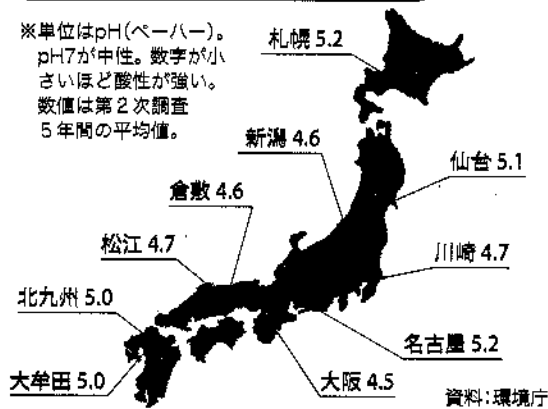 ※単位はpH(ペーハー)。
pH7が中性。数字が小
さいほど酸性が強い。
数値は第2次調査
5年間の平均値。
札幌 5.2
新潟 4.6
仙台 5.1
倉敷 4.6
松江 4.7
川崎 4.7
北九州 5.0
名古屋 5.2
大牟田 5.0
大阪 4.5
資料:環境庁